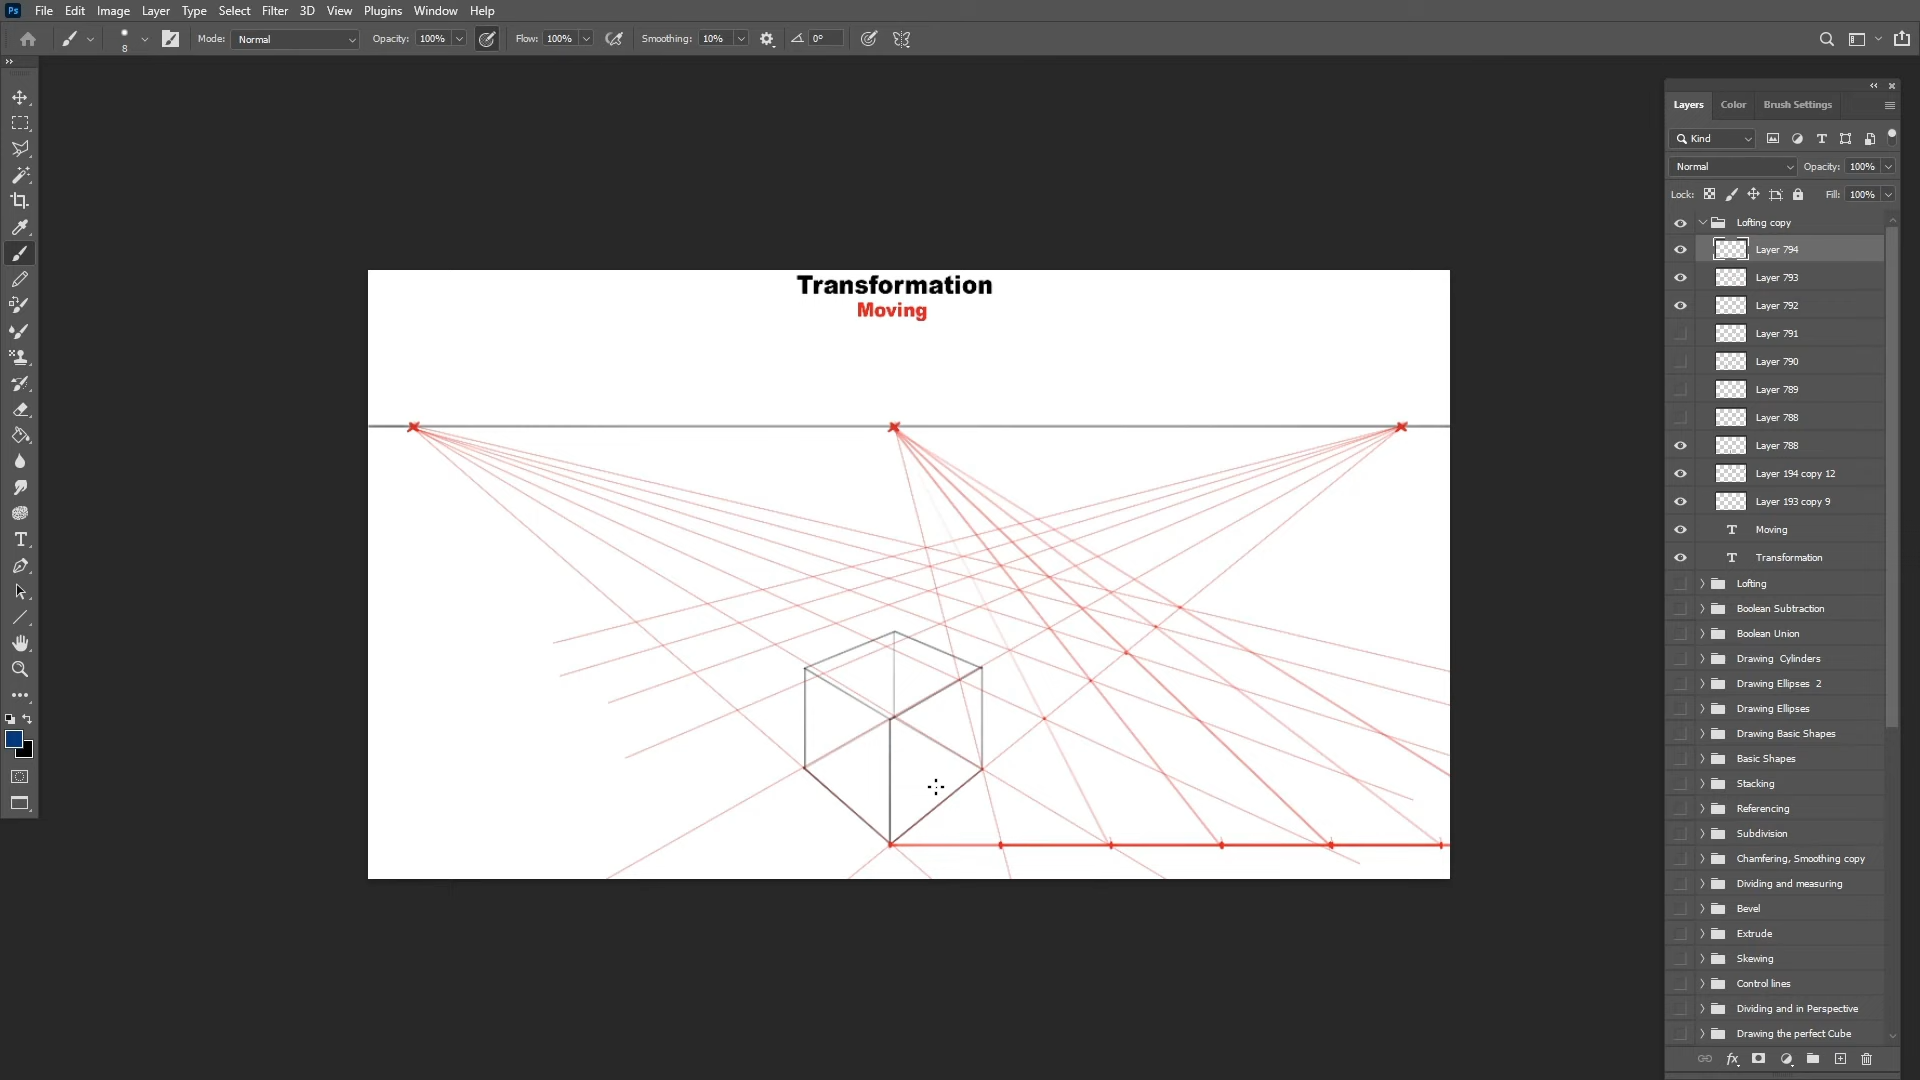 Ps File Edit Image Layer Type Select Filter 3D View Plugins Window Help
8 Mode: Normal Opacity: 100% Flow: 100% Smoothing: 10% 0°
Layers Color Brush Settings
Kind
Normal Opacity: 100%
Lock: Fill: 100%
Lofting copy
Layer 794
Layer 793
Layer 792
Layer 791
Layer 790
Layer 789
Layer 788
Layer 788
Layer 194 copy 12
Layer 193 copy 9
Moving
Transformation
Lofting
Boolean Subtraction
Boolean Union
Drawing Cylinders
Drawing Ellipses 2
Drawing Ellipses
Drawing Basic Shapes
Basic Shapes
Stacking
Referencing
Subdivision
Chamfering, Smoothing copy
Dividing and measuring
Bevel
Extrude
Skewing
Control lines
Dividing and in Perspective
Drawing the perfect Cube
fx
Transformation
Moving